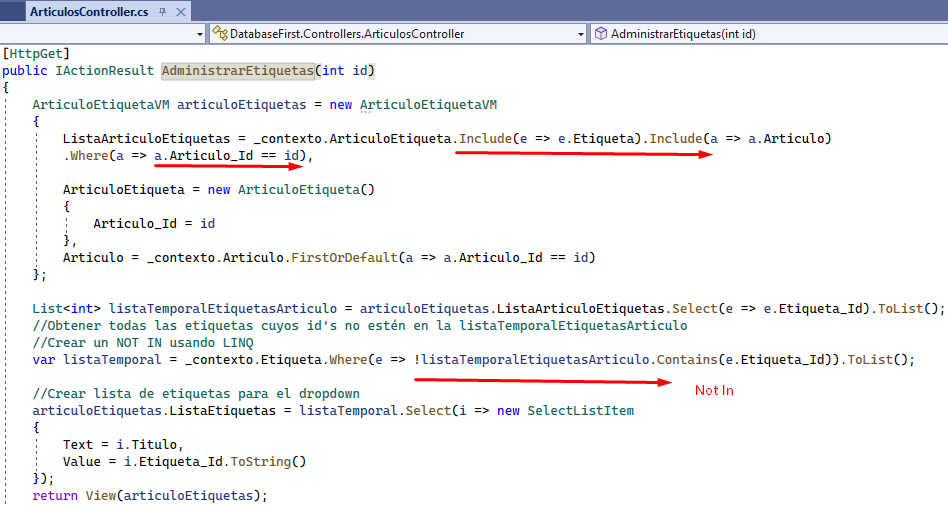 ArticulosController.cs
DatabaseFirst.Controllers.ArticulosController
AdministrarEtiquetas(int id)
[HttpGet]
public IActionResult AdministrarEtiquetas(int id)
{
ArticuloEtiquetaVM articuloEtiquetas = new ArticuloEtiquetaVM
{
ListaArticuloEtiquetas = _contexto.ArticuloEtiqueta.Include(e => e.Etiqueta).Include(a => a.Articulo)
.Where(a => a.Articulo_Id == id),
ArticuloEtiqueta = new ArticuloEtiqueta()
{
Articulo_Id = id
},
Articulo = _contexto.Articulo.FirstOrDefault(a => a.Articulo_Id == id)
};
List<int> listaTemporalEtiquetasArticulo = articuloEtiquetas.ListaArticuloEtiquetas.Select(e => e.Etiqueta_Id).ToList();
//Obtener todas las etiquetas cuyos id's no estén en la listaTemporalEtiquetasArticulo
//Crear un NOT IN usando LINQ
var listaTemporal = _contexto.Etiqueta.Where(e => !listaTemporalEtiquetasArticulo.Contains(e.Etiqueta_Id)).ToList();
Not In
//Crear lista de etiquetas para el dropdown
articuloEtiquetas.ListaEtiquetas = listaTemporal.Select(i => new SelectListItem
{
Text = i.Titulo,
Value = i.Etiqueta_Id.ToString()
});
return View(articuloEtiquetas);